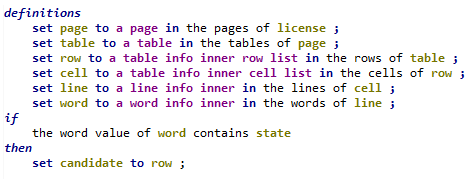 definitions
set page to a page in the pages of license ;
set table to a table in the tables of page ;
set row to a table info inner row list in the rows of table ;
set cell to a table info inner cell list in the cells of row ;
set line to a line info inner in the lines of cell ;
set word to a word info inner in the words of line ;
if
the word value of word contains state
then
set candidate to row ;